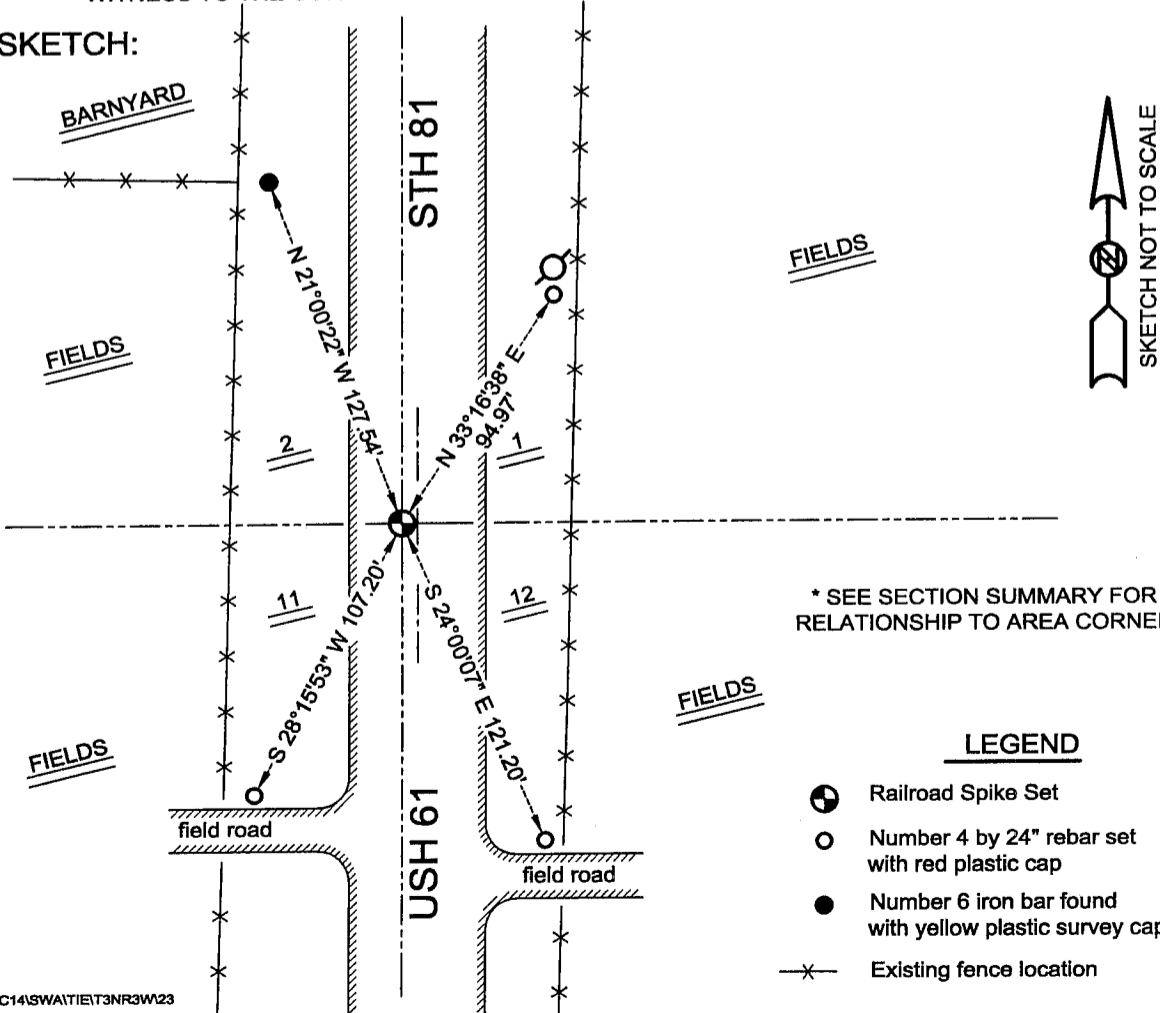 SKETCH:
BARNYARD
STH 81
SKETCH NOT TO SCALE
FIELDS
FIELDS
N 21°00'22" W 127.54'
N 33°16'38" E
94.97'
2
1
11
12
S 28°15'53" W 107.20'
S 24°00'07" E 121.20'
* SEE SECTION SUMMARY FOR
RELATIONSHIP TO AREA
FIELDS
FIELDS
USH 61
field road
field road
LEGEND
Railroad Spike Set
Number 4 by 24" rebar set
with red plastic cap
Number 6 iron bar found
with yellow plastic survey cap
Existing fence location
C14\SWA\TIE\T3NR3W\23